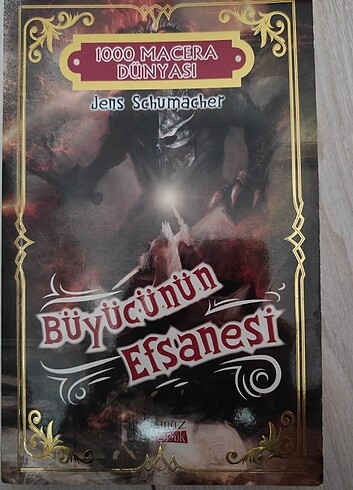 1000 MACERA
DÜNYASI
Jens Schumacher
BÜYÜCÜNÜN
EFSANESİ